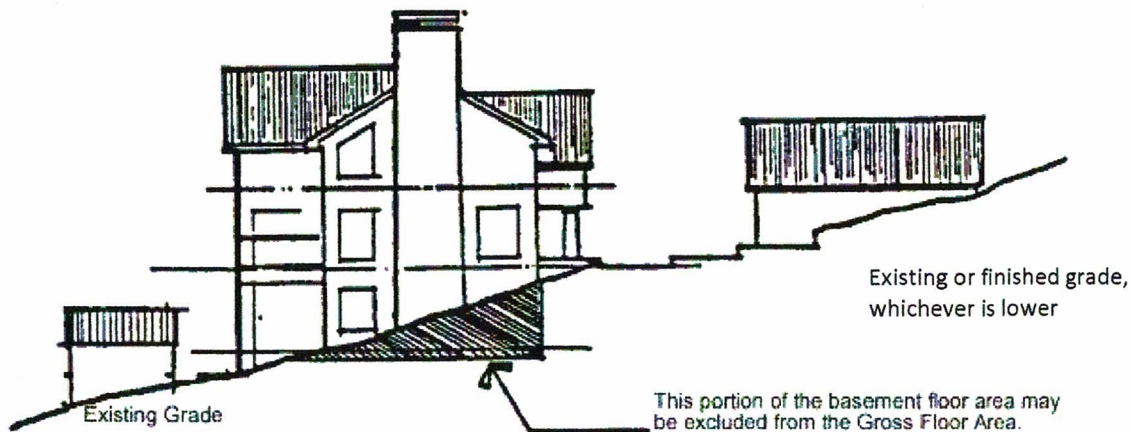 Existing or finished grade,
whichever is lower
Existing Grade
This portion of the basement floor area may
be excluded from the Gross Floor Area.